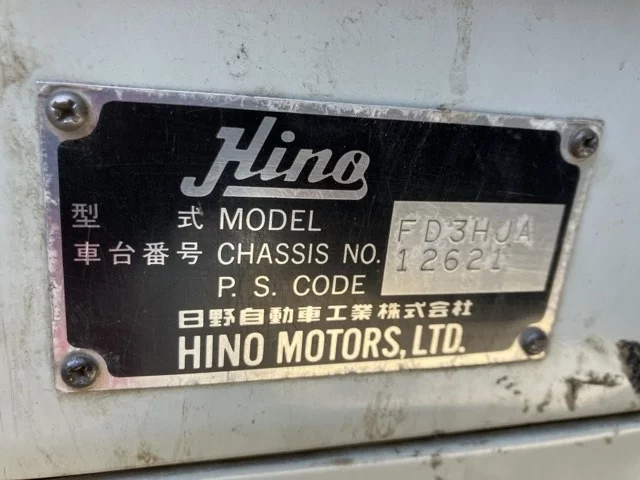 Hino
型 式 MODEL FD3HJA
車台番号 CHASSIS NO. 12621
P. S. CODE
日野自動車工業株式会社
HINO MOTORS, LTD.